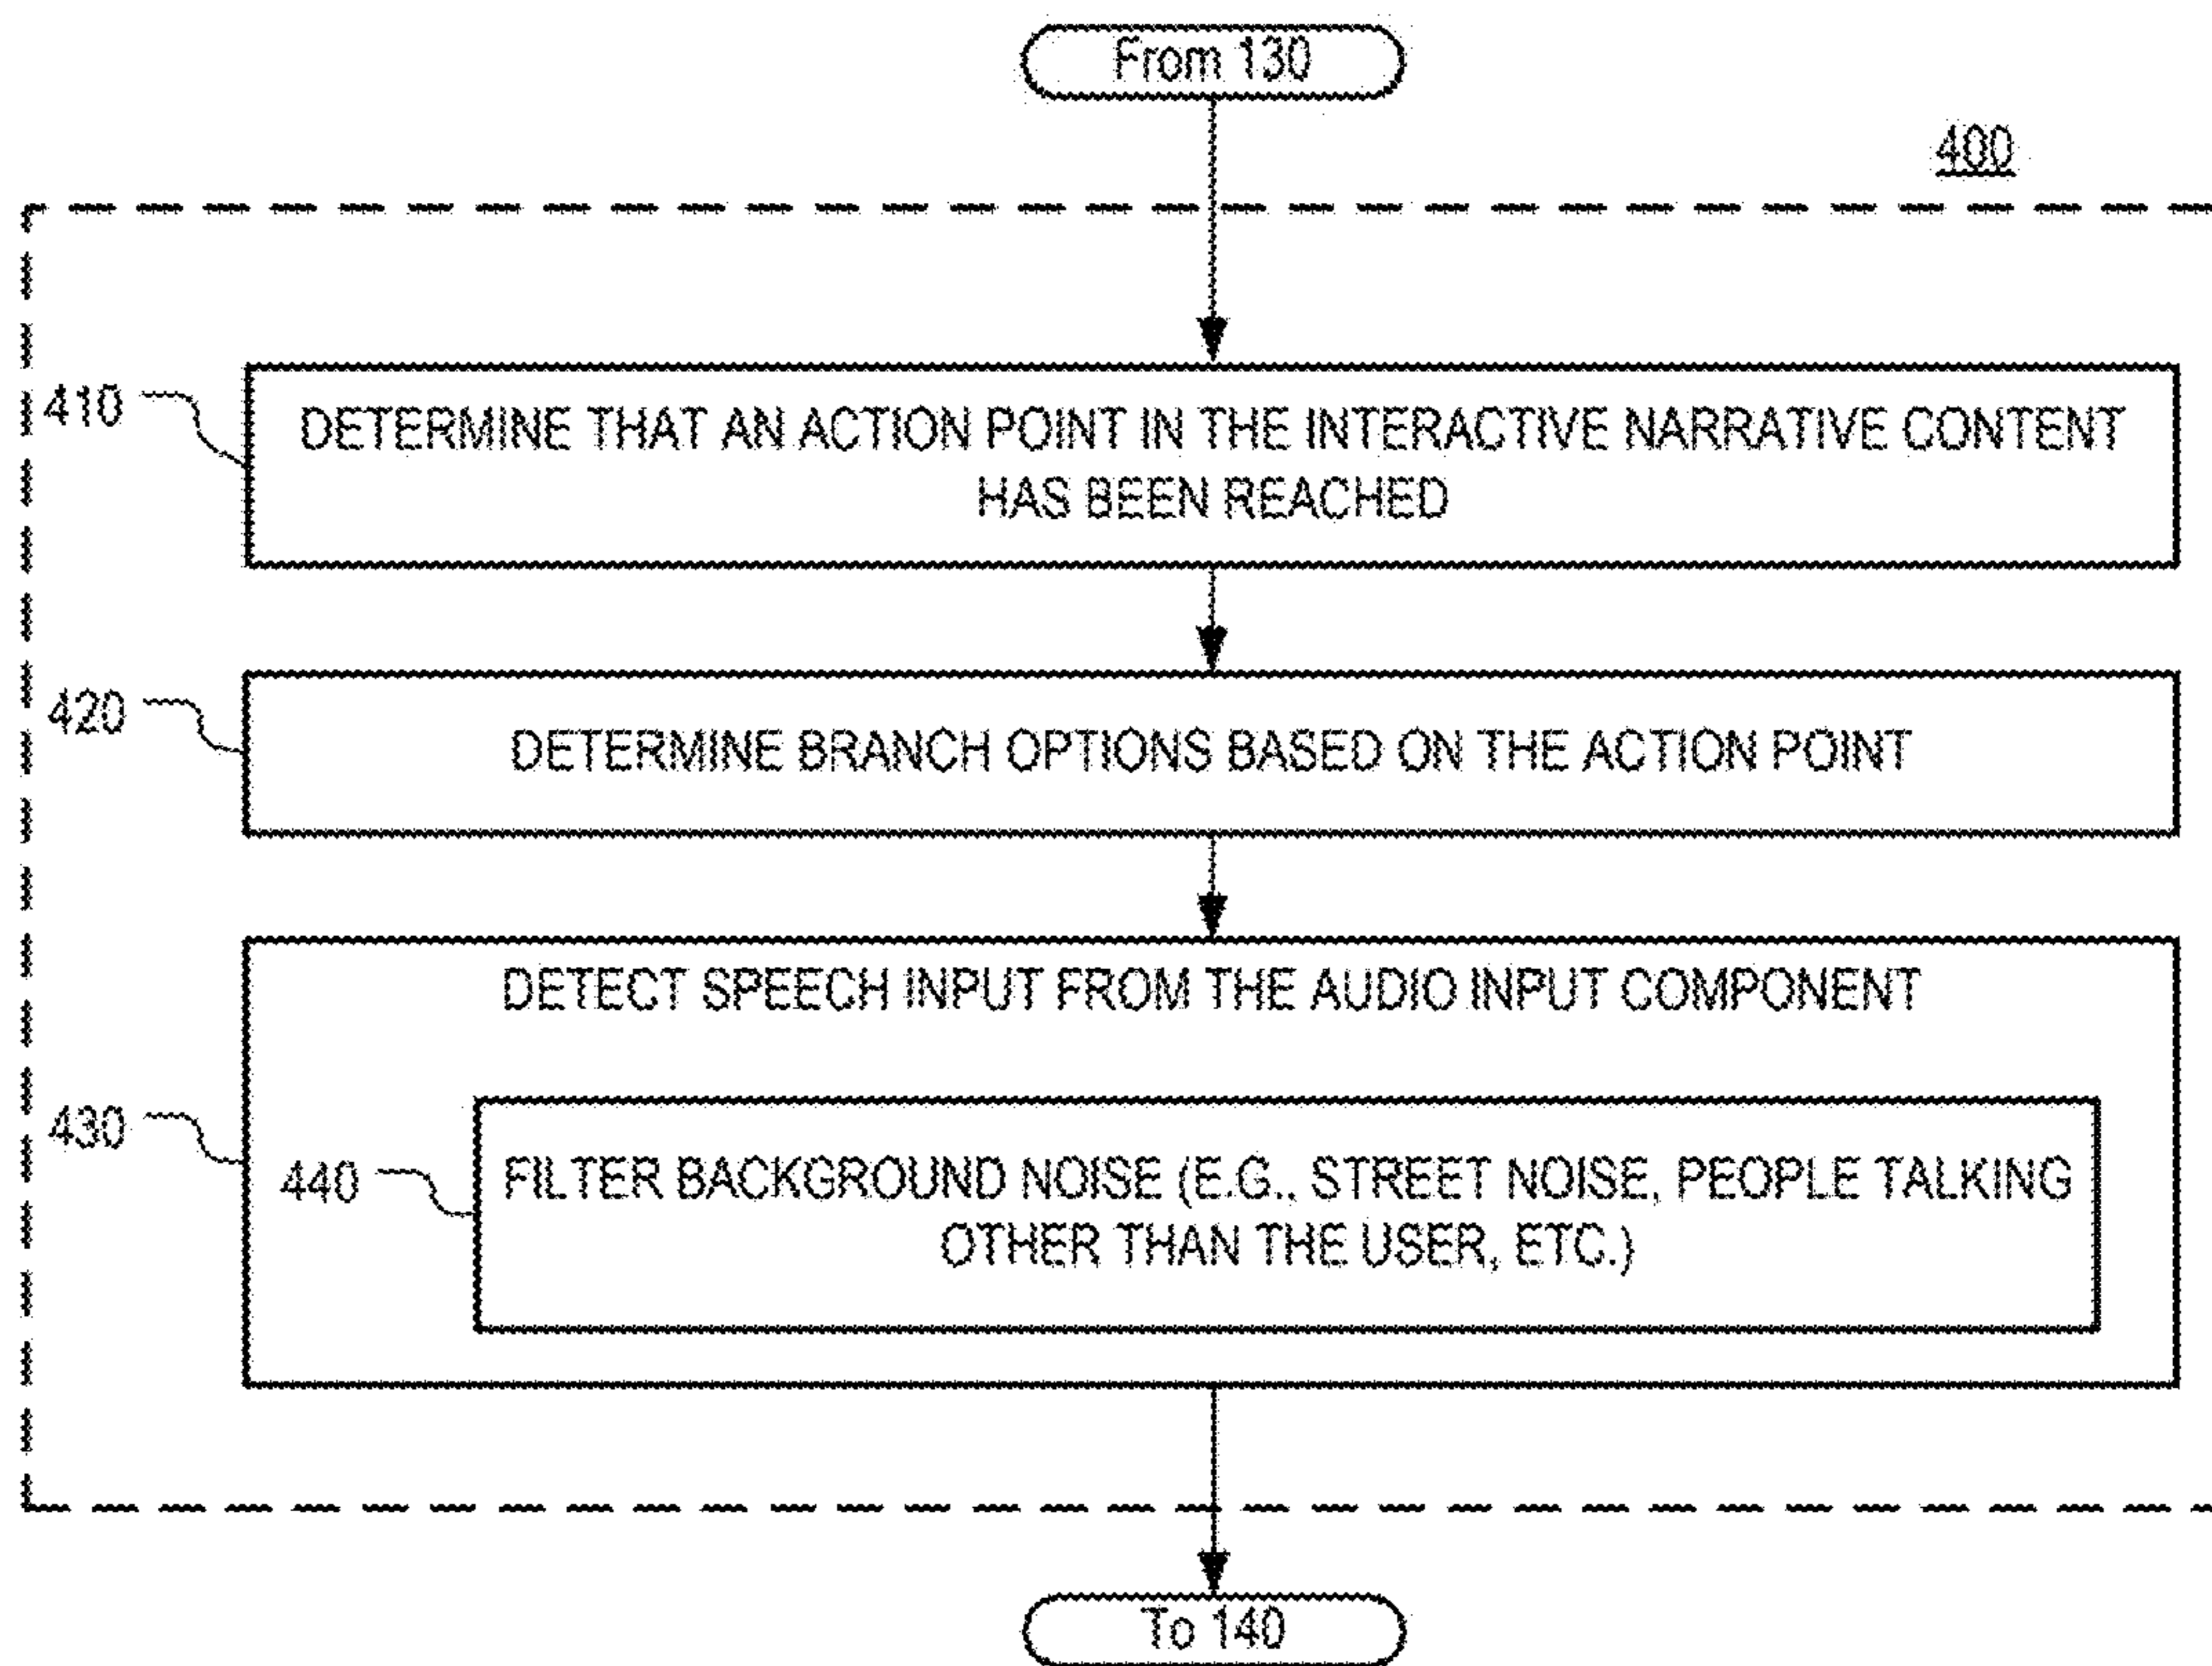 From 130
400
410
DETERMINE THAT AN ACTION POINT IN THE INTERACTIVE NARRATIVE CONTENT
HAS BEEN REACHED
420
DETERMINE BRANCH OPTIONS BASED ON THE ACTION POINT
DETECT SPEECH INPUT FROM THE AUDIO INPUT COMPONENT
430
440
FILTER BACKGROUND NOISE (E.G., STREET NOISE, PEOPLE TALKING
OTHER THAN THE USER, ETC.)
To 140